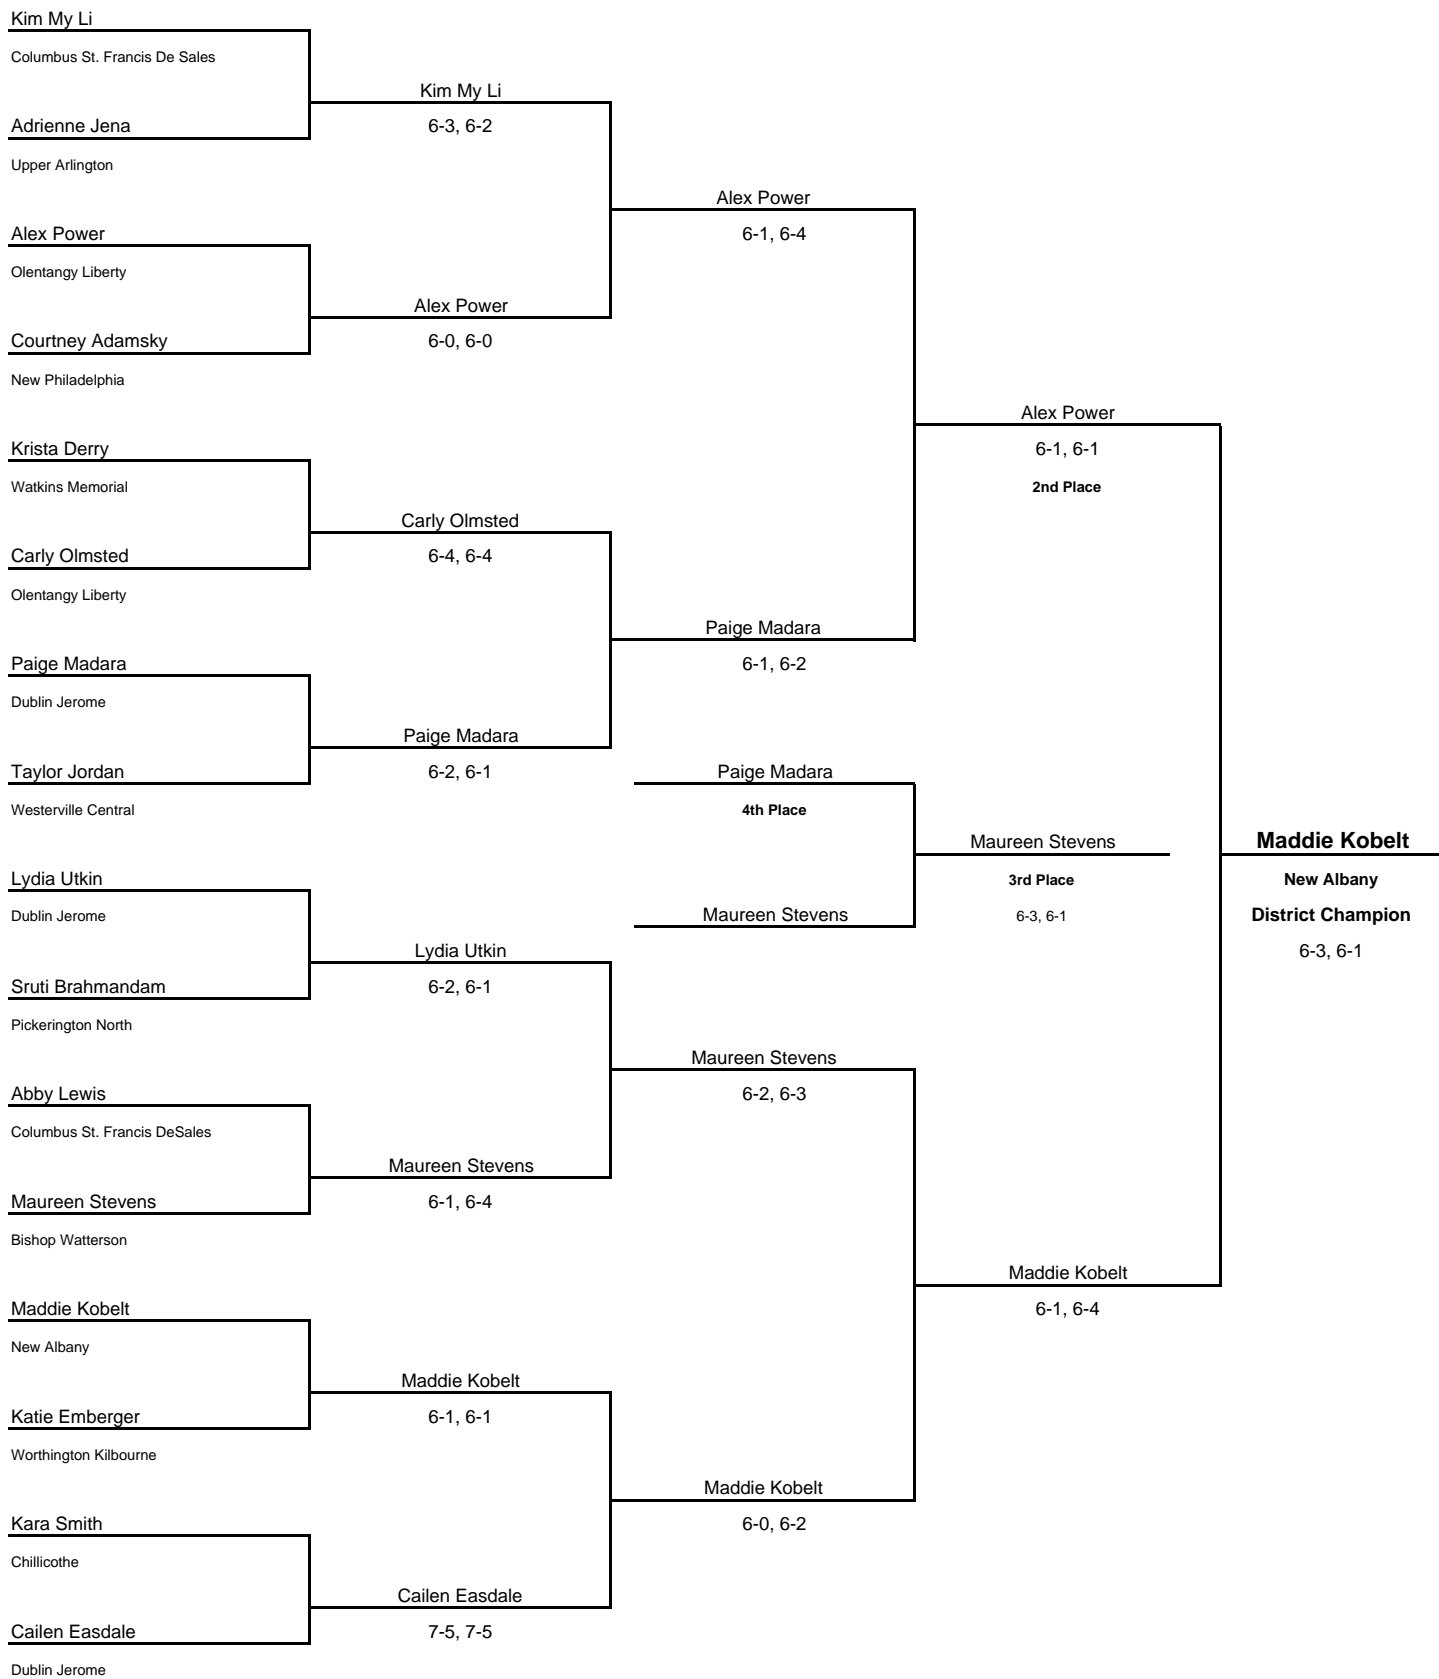 Kim My Li
Columbus St. Francis De Sales
Kim My Li
Adrienne Jena
6-3, 6-2
Upper Arlington
Alex Power
Alex Power
6-1, 6-4
Olentangy Liberty
Alex Power
Courtney Adamsky
6-0, 6-0
New Philadelphia
Alex Power
Krista Derry
6-1, 6-1
Watkins Memorial
2nd Place
Carly Olmsted
Carly Olmsted
6-4, 6-4
Olentangy Liberty
Paige Madara
Paige Madara
6-1, 6-2
Dublin Jerome
Paige Madara
Taylor Jordan
6-2, 6-1
Paige Madara
Westerville Central
4th Place
Maureen Stevens
Maddie Kobelt
Lydia Utkin
3rd Place
New Albany
Dublin Jerome
Maureen Stevens
6-3, 6-1
District Champion
Lydia Utkin
6-3, 6-1
Sruti Brahmandam
6-2, 6-1
Pickerington North
Maureen Stevens
Abby Lewis
6-2, 6-3
Columbus St. Francis DeSales
Maureen Stevens
Maureen Stevens
6-1, 6-4
Bishop Watterson
Maddie Kobelt
Maddie Kobelt
6-1, 6-4
New Albany
Maddie Kobelt
Katie Emberger
6-1, 6-1
Worthington Kilbourne
Maddie Kobelt
Kara Smith
6-0, 6-2
Chillicothe
Cailen Easdale
Cailen Easdale
7-5, 7-5
Dublin Jerome